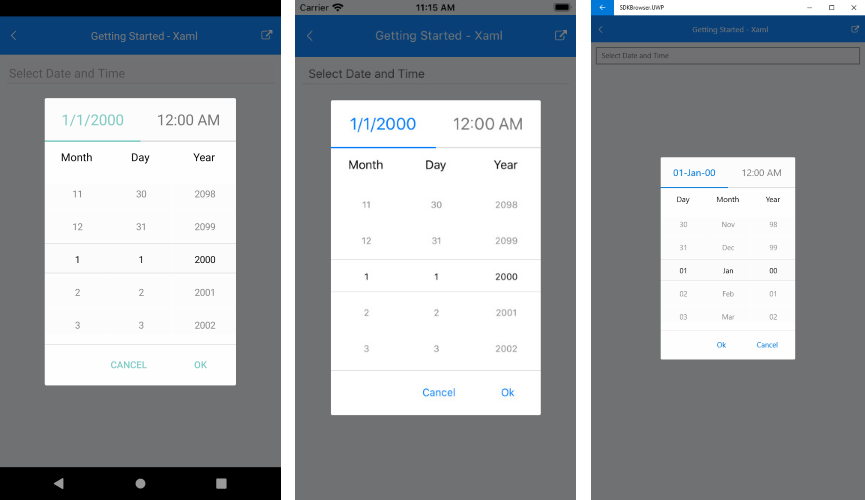 Getting Started - Xaml
Select Date and Time
1/1/2000 12:00 AM
Month Day Year
11 30 2098
12 31 2099
1 1 2000
2 2 2001
3 3 2002
CANCEL OK
Carrier 11:15 AM
Getting Started - Xaml
Select Date and Time
1/1/2000 12:00 AM
Month Day Year
11 30 2098
12 31 2099
1 1 2000
2 2 2001
3 3 2002
Cancel Ok
SDKBrowser.UWP
Getting Started - Xaml
Select Date and Time
01-Jan-00 12:00 AM
Day Month Year
30 Nov 98
31 Dec 99
01 Jan 00
02 Feb 01
03 Mar 02
Ok Cancel